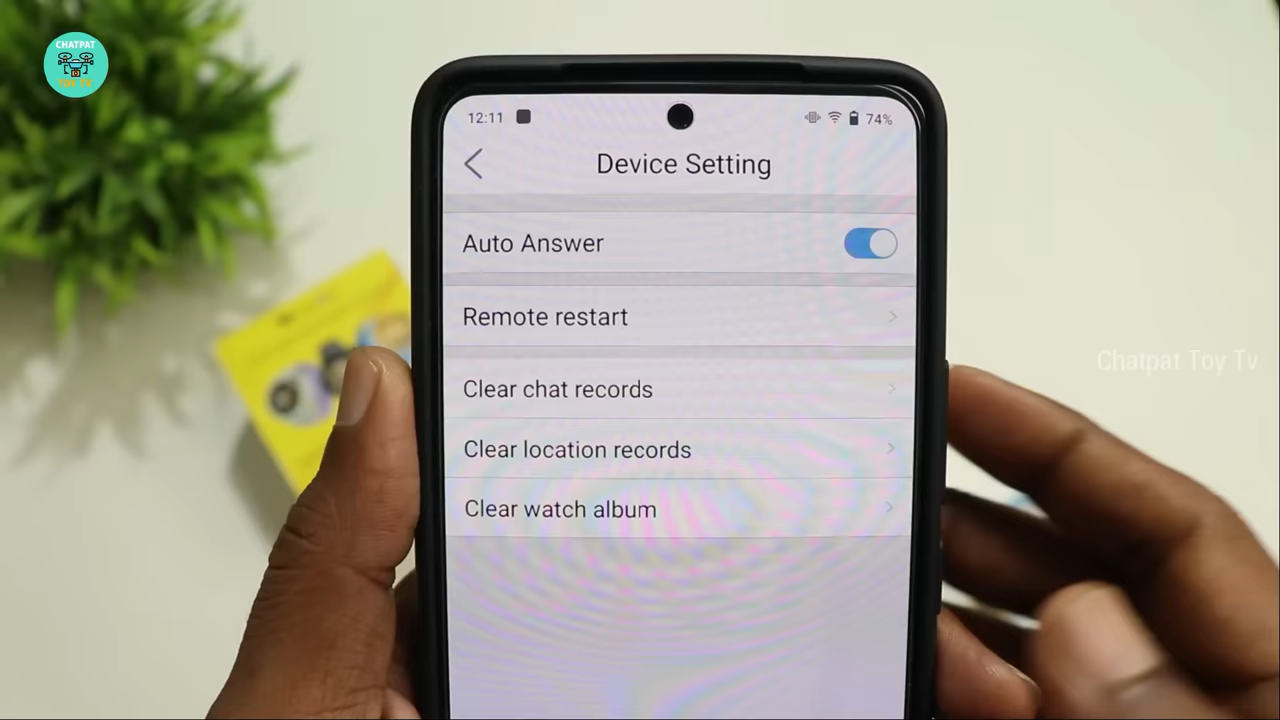 CHATPAT
TOY TV
12:11
74%
Device Setting
Auto Answer
Remote restart
Chatpat Toy Tv
Clear chat records
Clear location records
Clear watch album